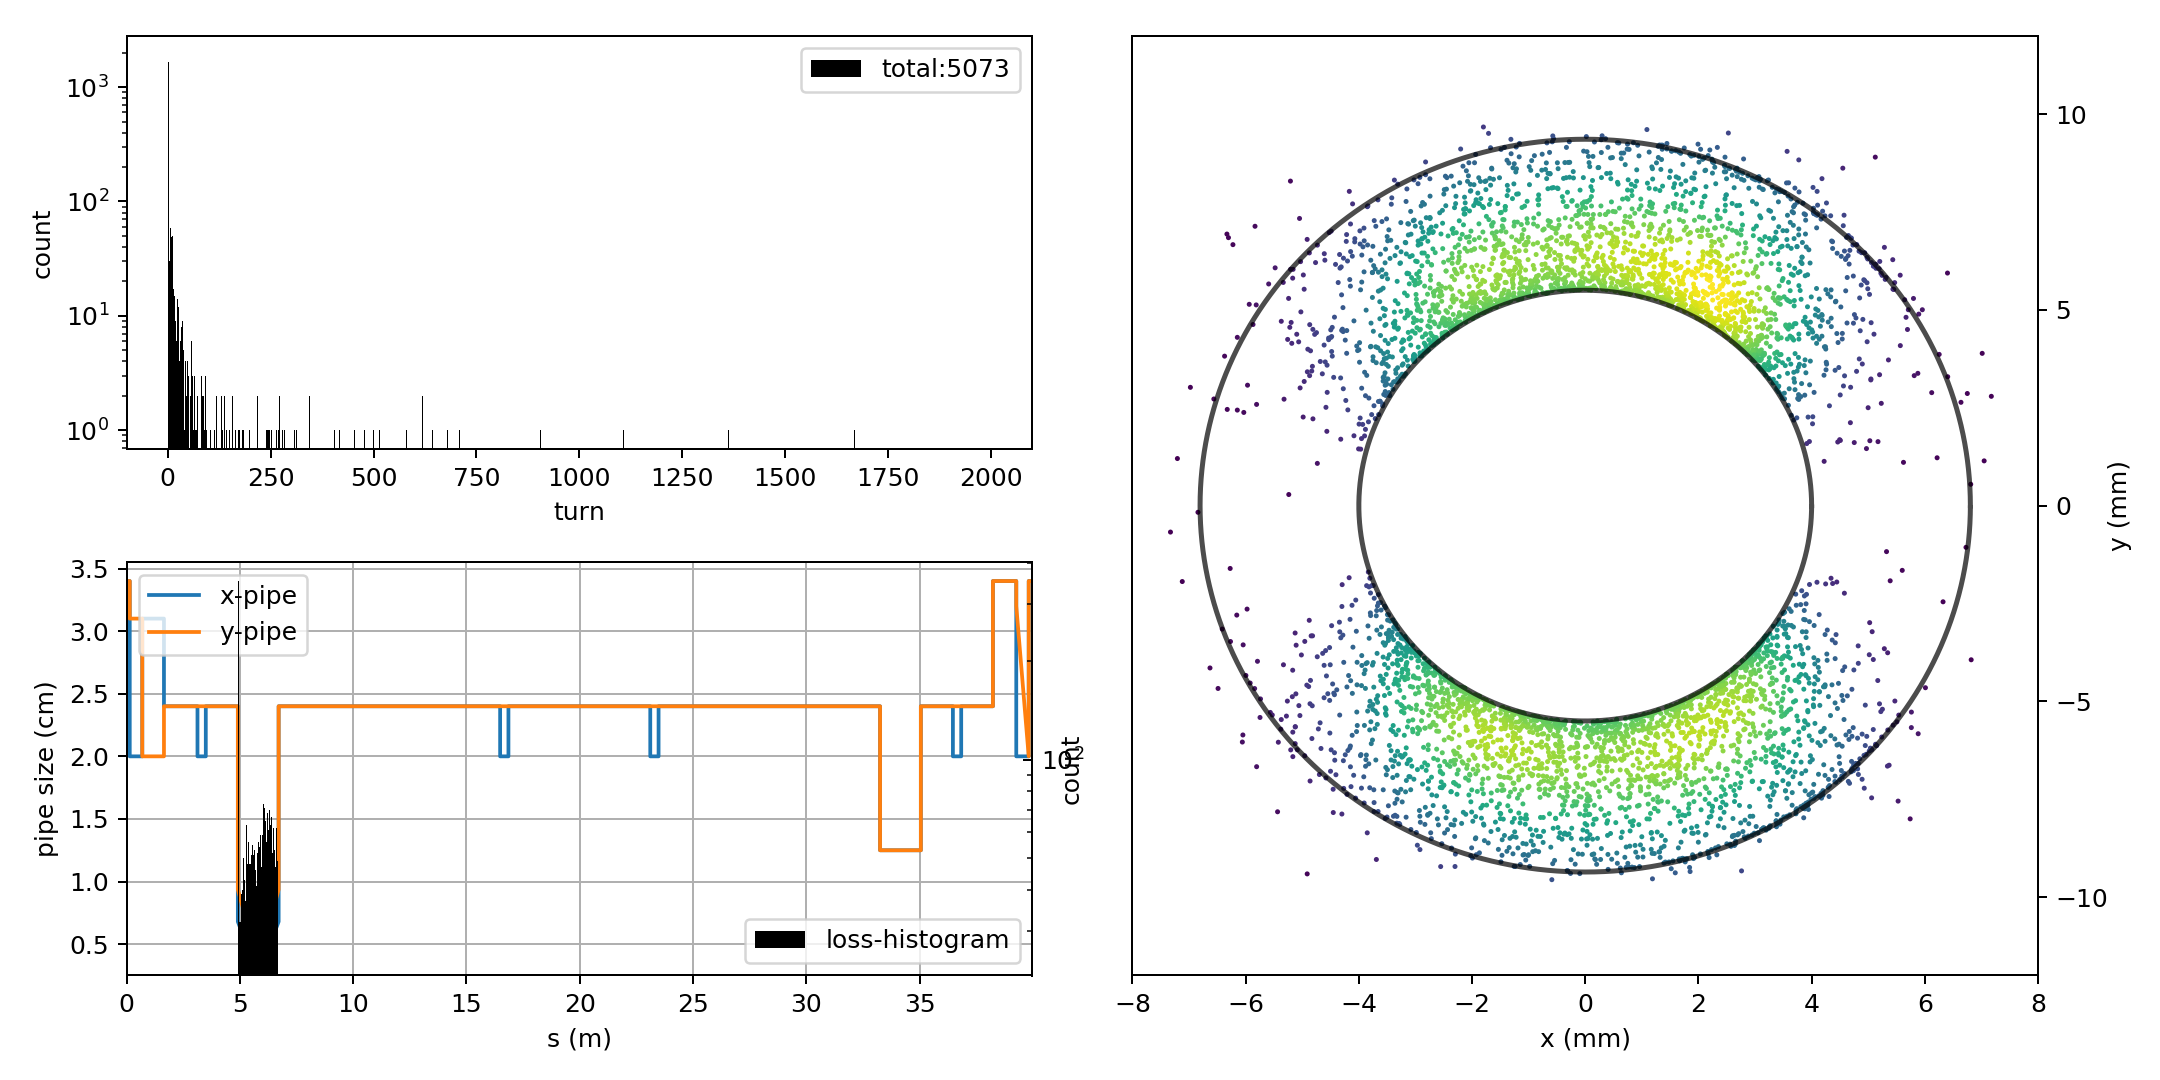 total:5073
10³
10²
10¹
10⁰
count
0 250 500 750 1000 1250 1500 1750 2000
turn
x-pipe
y-pipe
3.5
3.0
2.5
2.0
1.5
1.0
0.5
pipe size (cm)
10²
count
loss-histogram
0 5 10 15 20 25 30 35
s (m)
10
5
0
−5
−10
y (mm)
−8 −6 −4 −2 0 2 4 6 8
x (mm)